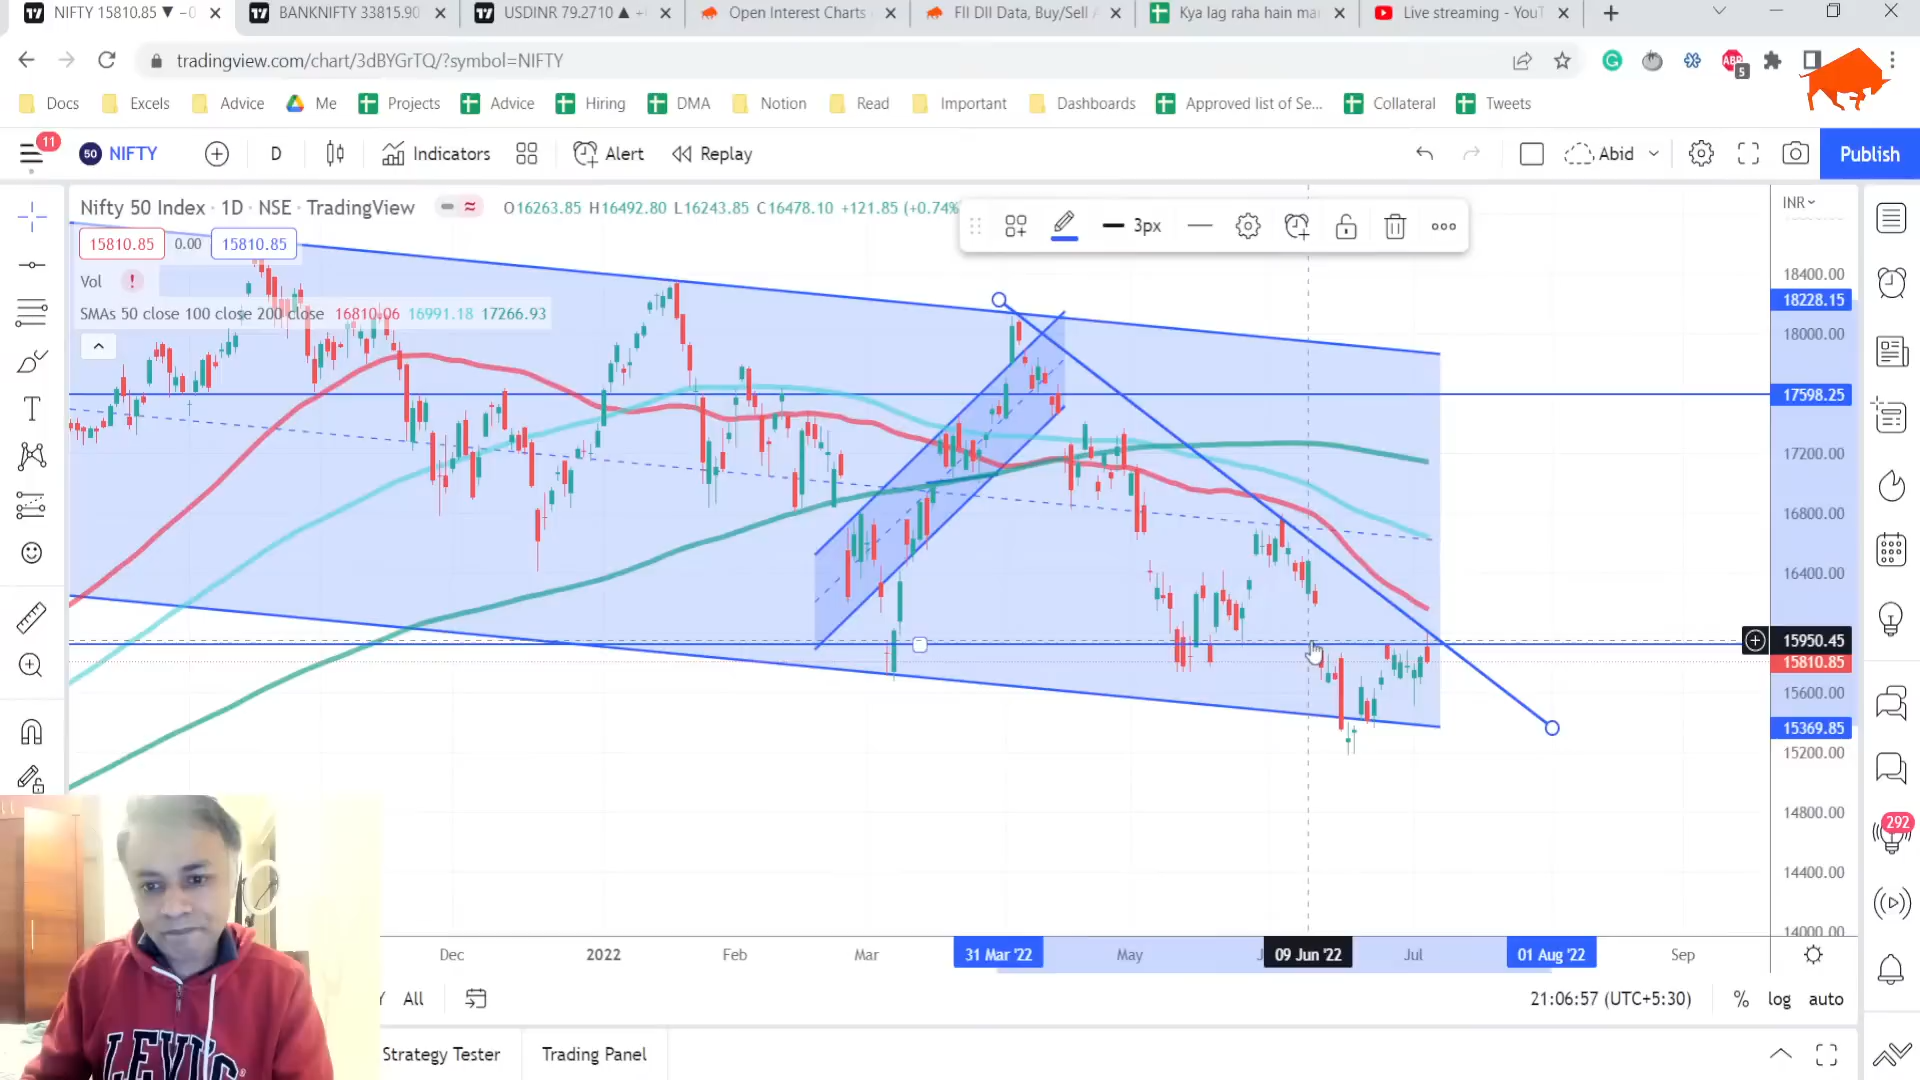 NIFTY 15810.85 ▼ −0
BANKNIFTY 33815.90
USDINR 79.2710 ▲ +
Open Interest Charts
FII DII Data, Buy/Sell
Kya lag raha hain ma
Live streaming - YouT
tradingview.com/chart/3dBYGrTQ/?symbol=NIFTY
G
ABP
5
Docs
Excels
Advice
Me
Projects
Advice
Hiring
DMA
Notion
Read
Important
Dashboards
Approved list of Se...
Collateral
Tweets
11
50
NIFTY
D
Indicators
Alert
Replay
Abid
Publish
Nifty 50 Index · 1D · NSE · TradingView
O16263.85 H16492.80 L16243.85 C16478.10 +121.85 (+0.74%
3px
INR
15810.85
0.00
15810.85
Vol
SMAs 50 close 100 close 200 close 16810.06 16991.18 17266.93
18400.00
18228.15
18000.00
17598.25
17200.00
16800.00
16400.00
15950.45
15810.85
15600.00
15369.85
15200.00
14800.00
14400.00
14000.00
292
Dec
2022
Feb
Mar
31 Mar '22
May
09 Jun '22
Jul
01 Aug '22
Sep
All
21:06:57 (UTC+5:30)
%
log
auto
Strategy Tester
Trading Panel
LEVI'S